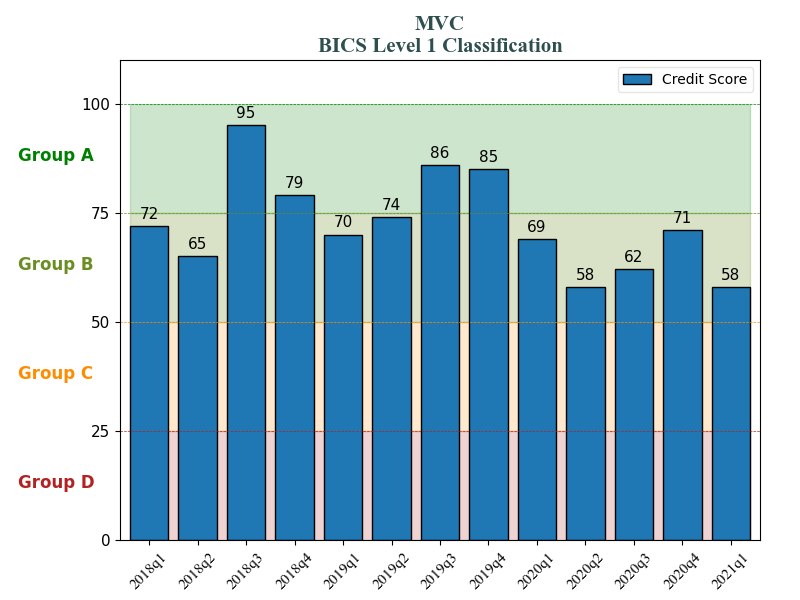 MVC
BICS Level 1 Classification
Credit Score
100
Group A
75
Group B
50
Group C
25
Group D
0
72
65
95
79
70
74
86
85
69
58
62
71
58
2018q1
2018q2
2018q3
2018q4
2019q1
2019q2
2019q3
2019q4
2020q1
2020q2
2020q3
2020q4
2021q1